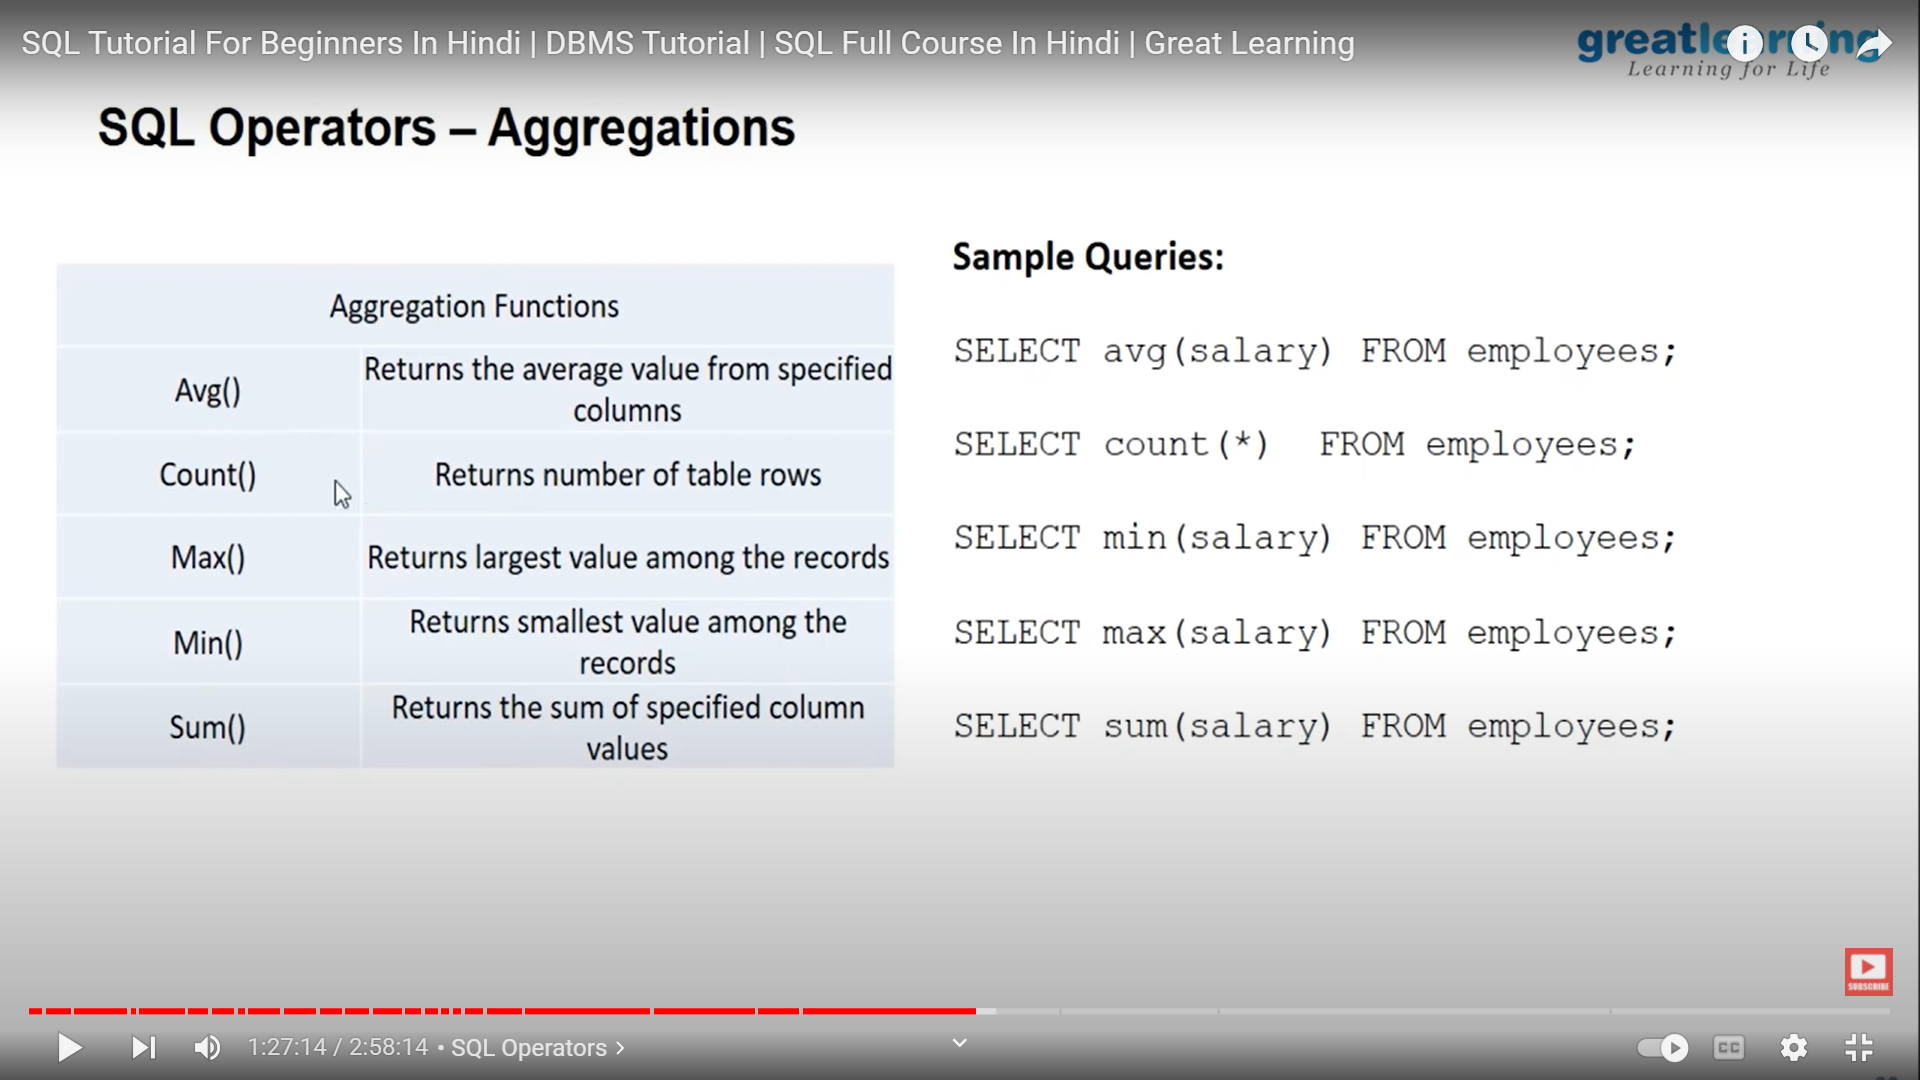 SQL Tutorial For Beginners In Hindi | DBMS Tutorial | SQL Full Course In Hindi | Great Learning
greatlearning
Learning for Life
SQL Operators – Aggregations
Aggregation Functions
Avg()
Returns the average value from specified
columns
Count()
Returns number of table rows
Max()
Returns largest value among the records
Min()
Returns smallest value among the
records
Sum()
Returns the sum of specified column
values
Sample Queries:
SELECT avg(salary) FROM employees;
SELECT count(*) FROM employees;
SELECT min(salary) FROM employees;
SELECT max(salary) FROM employees;
SELECT sum(salary) FROM employees;
SUBSCRIBE
1:27:14 / 2:58:14 • SQL Operators >
CC